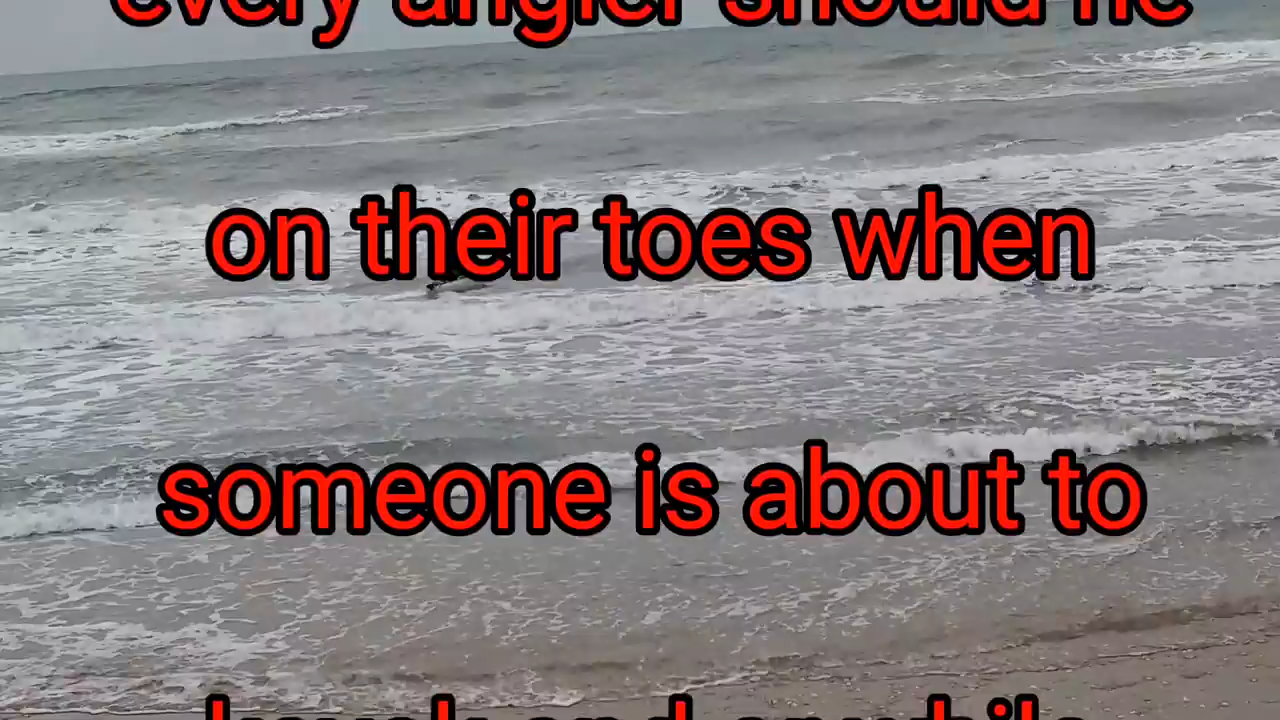 every angler should
on their toes when
someone is about to